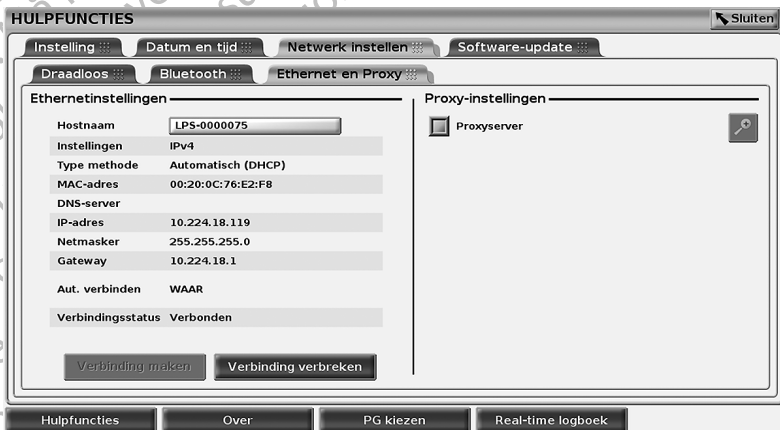 HULPFUNCTIES
Sluiten
Instelling
Datum en tijd
Netwerk instellen
Software-update
Draadloos
Bluetooth
Ethernet en Proxy
Ethernetinstellingen
Proxy-instellingen
Hostnaam LPS-0000075
Proxyserver
Instellingen IPv4
Type methode Automatisch (DHCP)
MAC-adres 00:20:0C:76:E2:F8
DNS-server
IP-adres 10.224.18.119
Netmasker 255.255.255.0
Gateway 10.224.18.1
Aut. verbinden WAAR
Verbindingsstatus Verbonden
Verbinding maken
Verbinding verbreken
Hulpfuncties
Over
PG kiezen
Real-time logboek